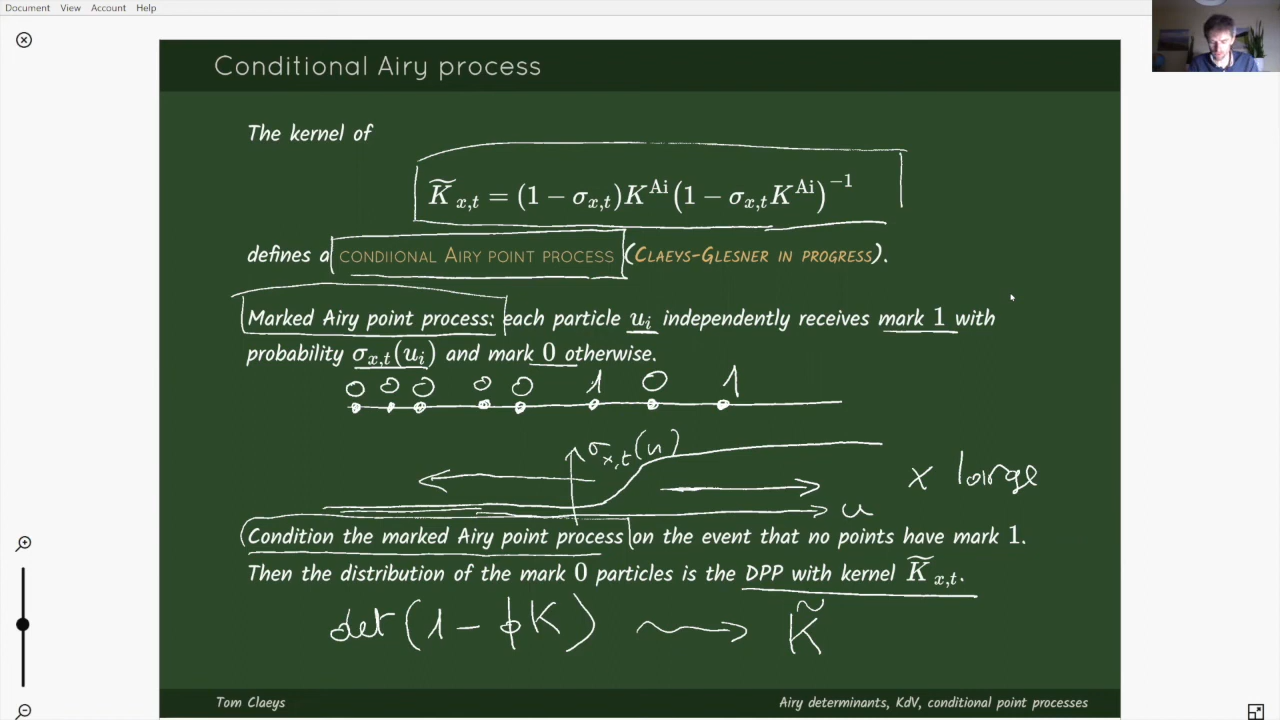 Document View Account Help
Conditional Airy process
The kernel of
K̃ x,t = (1 − σx,t)K^Ai(1 − σx,tK^Ai)^−1
defines a CONDIIONAL AIRY POINT PROCESS (CLAEYS-GLESNER IN PROGRESS).
Marked Airy point process: each particle ui independently receives mark 1 with
probability σx,t(ui) and mark 0 otherwise.
0 0 0 0 0 1 0 1
σx,t(u)
x large
u
Condition the marked Airy point process on the event that no points have mark 1.
Then the distribution of the mark 0 particles is the DPP with kernel K̃x,t.
det(1 − ϕK) ⟿ K̃
Tom Claeys Airy determinants, KdV, conditional point processes